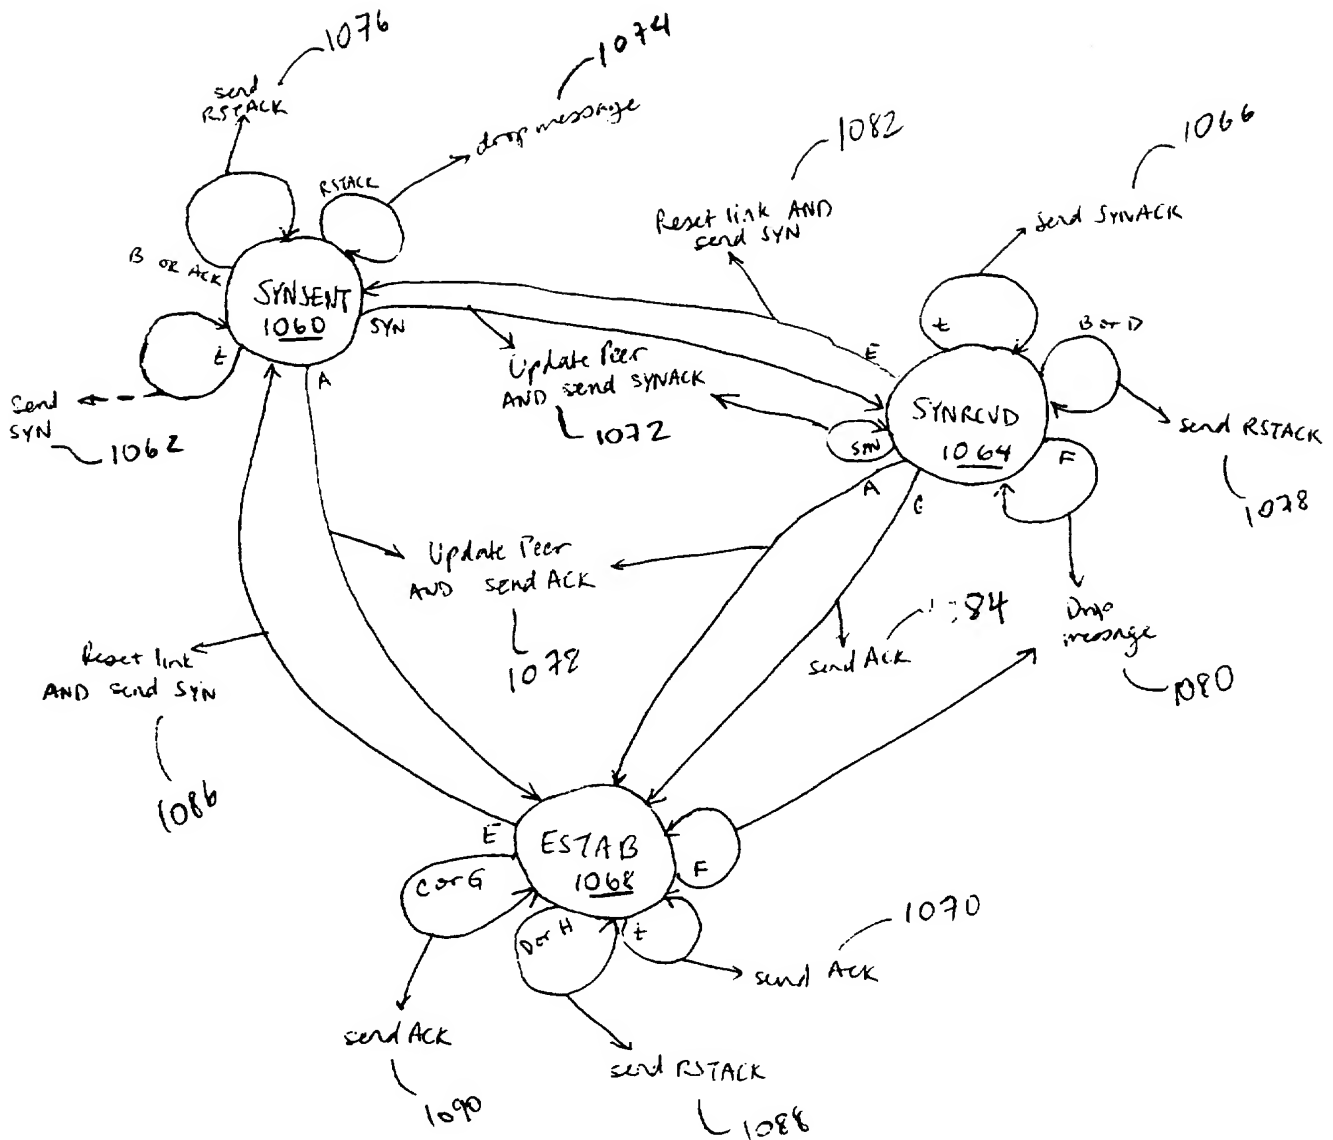 1076
1074
send
RSTACK
drop message
1082
1066
RSTACK
Reset link AND
send SYN
send SYNACK
B OR ACK
SYNSENT
1060
SYN
t
B or D
E
t
A
Update Peer
AND send SYNACK
1072
SYNRCVD
1064
Send
SYN
1062
SYN
send RSTACK
F
A
C
1078
Update Peer
AND send ACK
1078
84
send ACK
Drop
message
1080
Reset link
AND send SYN
1086
E
ESTAB
1068
F
C or G
D or H
t
1070
send ACK
send ACK
1090
send RSTACK
1088